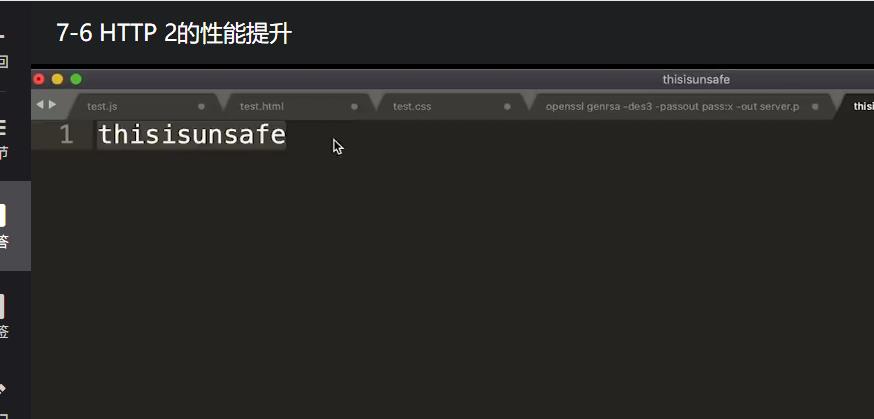 7-6 HTTP 2的性能提升
回
节
答
签
thisisunsafe
test.js
test.html
test.css
openssl genrsa -des3 -passout pass:x -out server.p
thisi
1 thisisunsafe